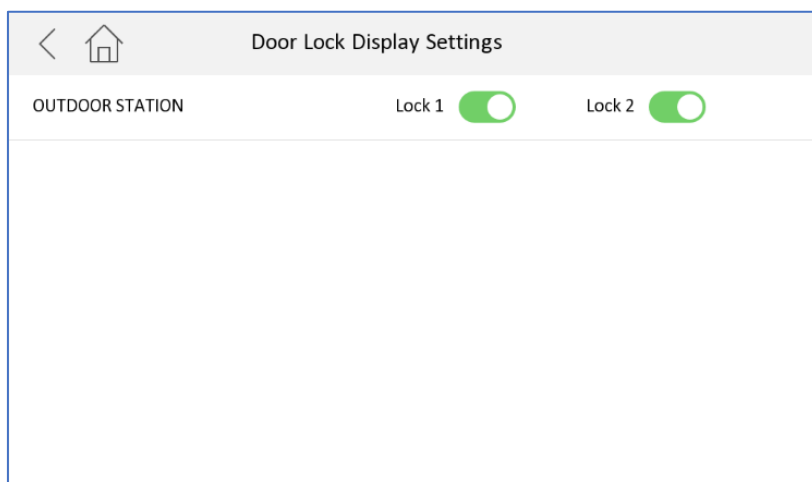 Door Lock Display Settings
OUTDOOR STATION Lock 1 Lock 2